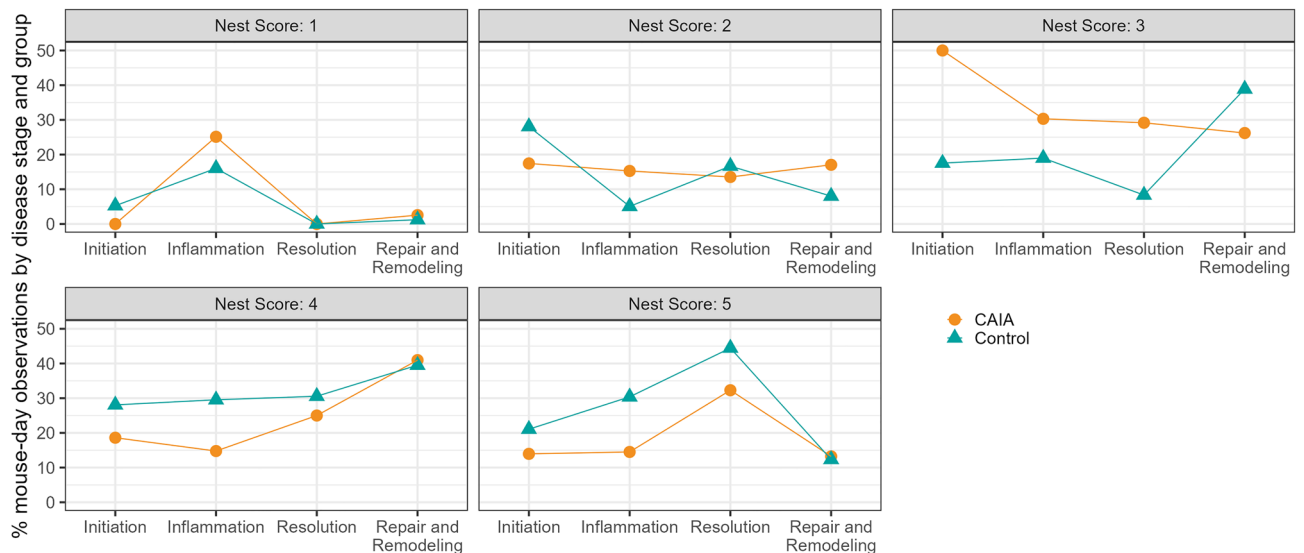 % mouse-day observations by disease stage and group
Nest Score: 1
Nest Score: 2
Nest Score: 3
50
40
30
20
10
0
Initiation
Inflammation
Resolution
Repair and
Remodeling
Initiation
Inflammation
Resolution
Repair and
Remodeling
Initiation
Inflammation
Resolution
Repair and
Remodeling
Nest Score: 4
Nest Score: 5
50
40
30
20
10
0
Initiation
Inflammation
Resolution
Repair and
Remodeling
Initiation
Inflammation
Resolution
Repair and
Remodeling
CAIA
Control